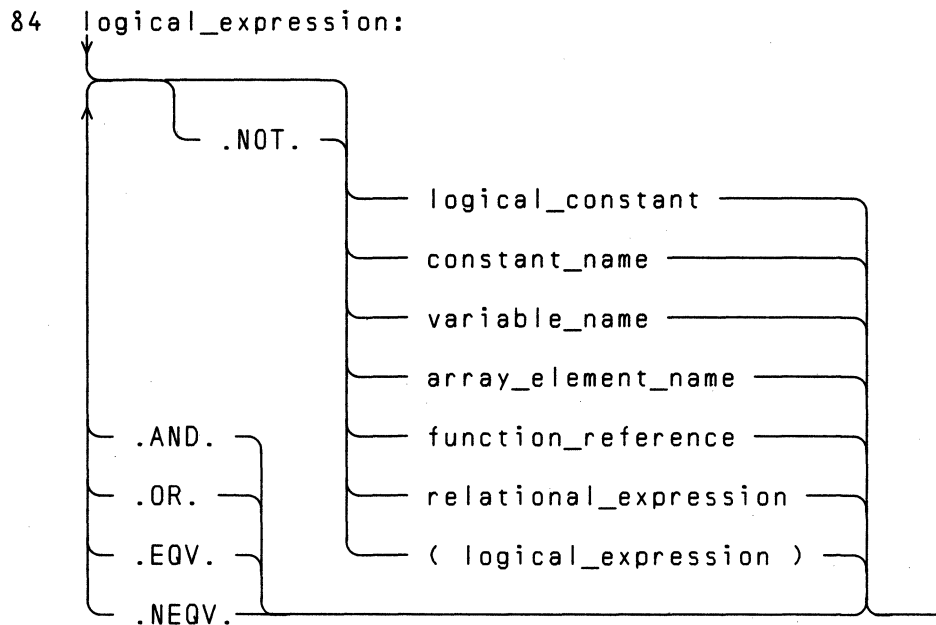 84 logical_expression:
.NOT.
logical_constant
constant_name
variable_name
array_element_name
.AND. function_reference
.OR. relational_expression
.EQV. ( logical_expression )
.NEQV.